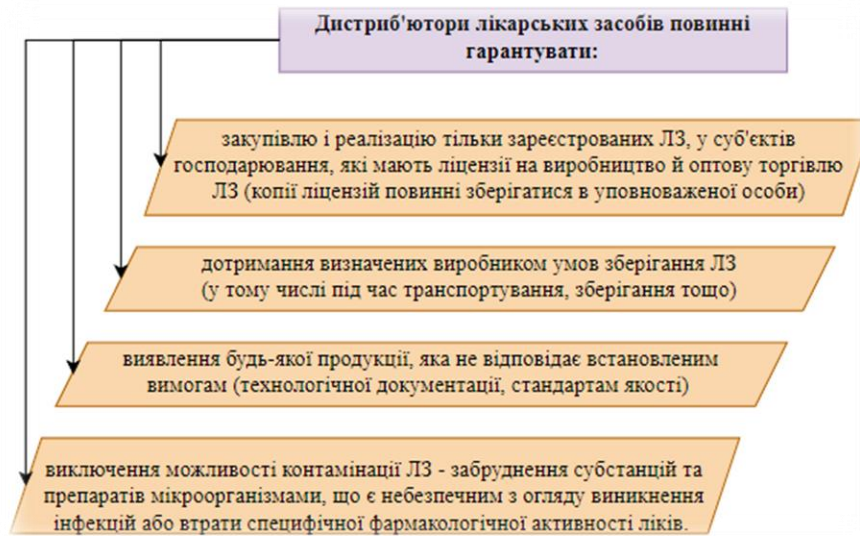 Дистриб'ютори лікарських засобів повинні
гарантувати:
закупівлю і реалізацію тільки зареєстрованих ЛЗ, у суб'єктів
господарювання, які мають ліцензії на виробництво й оптову торгівлю
ЛЗ (копії ліцензій повинні зберігатися в уповноваженої особи)
дотримання визначених виробником умов зберігання ЛЗ
(у тому числі під час транспортування, зберігання тощо)
виявлення будь-якої продукції, яка не відповідає встановленим
вимогам (технологічної документації, стандартам якості)
виключення можливості контамінації ЛЗ - забруднення субстанцій та
препаратів мікроорганізмами, що є небезпечним з огляду виникнення
інфекцій або втрати специфічної фармакологічної активності ліків.